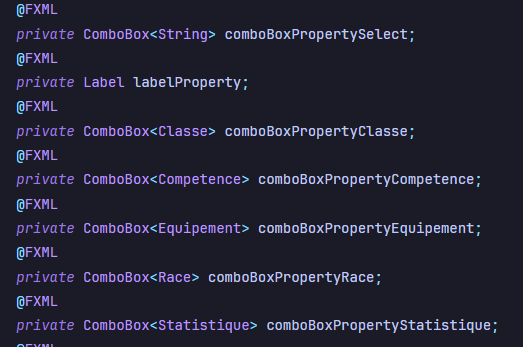 @FXML
private ComboBox<String> comboBoxPropertySelect;
@FXML
private Label labelProperty;
@FXML
private ComboBox<Classe> comboBoxPropertyClasse;
@FXML
private ComboBox<Competence> comboBoxPropertyCompetence;
@FXML
private ComboBox<Equipement> comboBoxPropertyEquipement;
@FXML
private ComboBox<Race> comboBoxPropertyRace;
@FXML
private ComboBox<Statistique> comboBoxPropertyStatistique;
@FXML